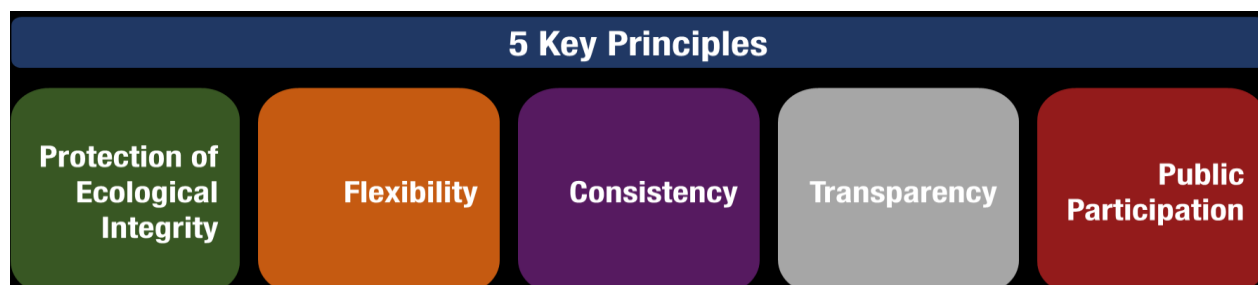 5 Key Principles
Protection of
Ecological
Integrity
Flexibility
Consistency
Transparency
Public
Participation